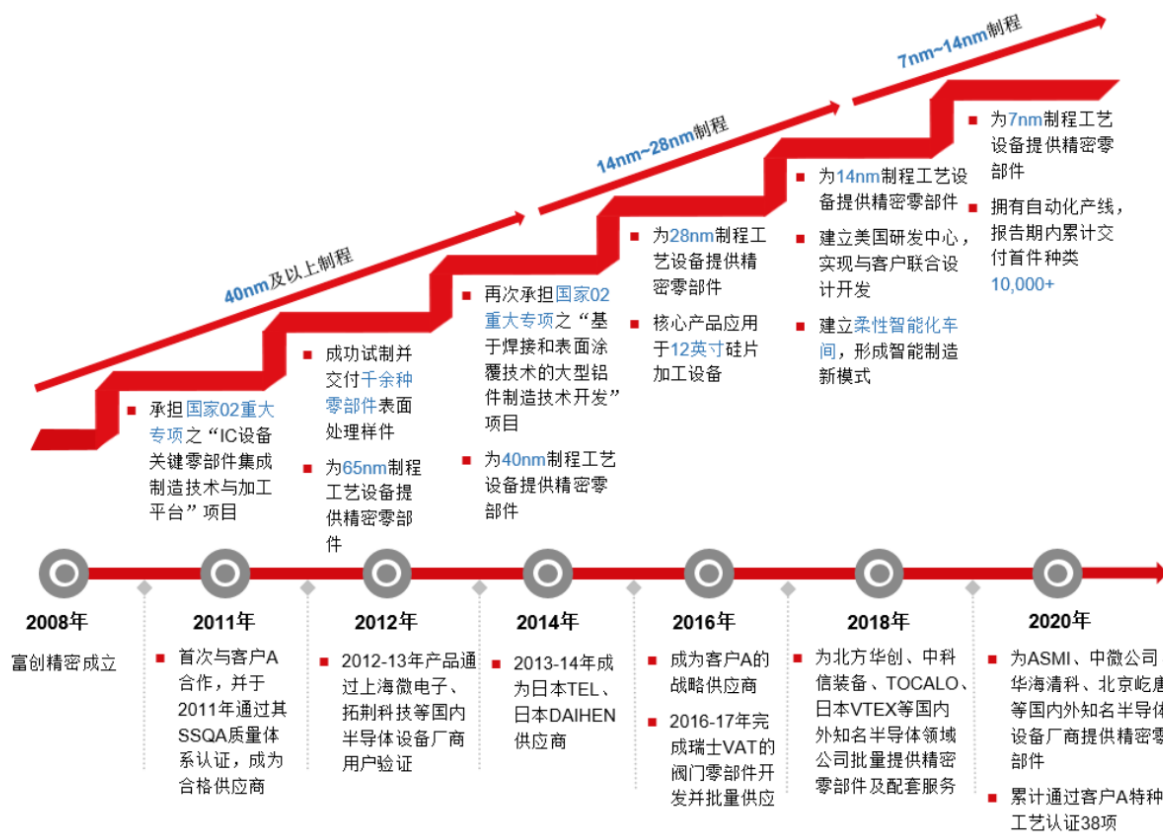 40nm及以上制程
14nm~28nm制程
7nm~14nm制程
承担国家02重大
专项之“IC设备
关键零部件集成
制造技术与加工
平台”项目
成功试制并
交付千余种
零部件表面
处理样件
为65nm制程
工艺设备提
供精密零部
件
再次承担国家02
重大专项之“基
于焊接和表面涂
覆技术的大型铝
件制造技术开发”
项目
为40nm制程工艺
设备提供精密零
部件
为28nm制程工
艺设备提供精
密零部件
核心产品应用
于12英寸硅片
加工设备
为14nm制程工艺设
备提供精密零部件
建立美国研发中心，
实现与客户联合设
计开发
建立柔性智能化车
间，形成智能制造
新模式
为7nm制程工艺
设备提供精密零
部件
拥有自动化产线，
报告期内累计交
付首件种类
10,000+
2008年
富创精密成立
2011年
首次与客户A
合作，并于
2011年通过其
SSQA质量体
系认证，成为
合格供应商
2012年
2012-13年产品通
过上海微电子、
拓荆科技等国内
半导体设备厂商
用户验证
2014年
2013-14年成
为日本TEL、
日本DAIHEN
供应商
2016年
成为客户A的
战略供应商
2016-17年完
成瑞士VAT的
阀门零部件开
发并批量供应
2018年
为北方华创、中科
信装备、TOCALO、
日本VTEX等国内
外知名半导体领域
公司批量提供精密
零部件及配套服务
2020年
为ASMI、中微公司
华海清科、北京屹唐
等国内外知名半导体
设备厂商提供精密零
部件
累计通过客户A特种
工艺认证38项